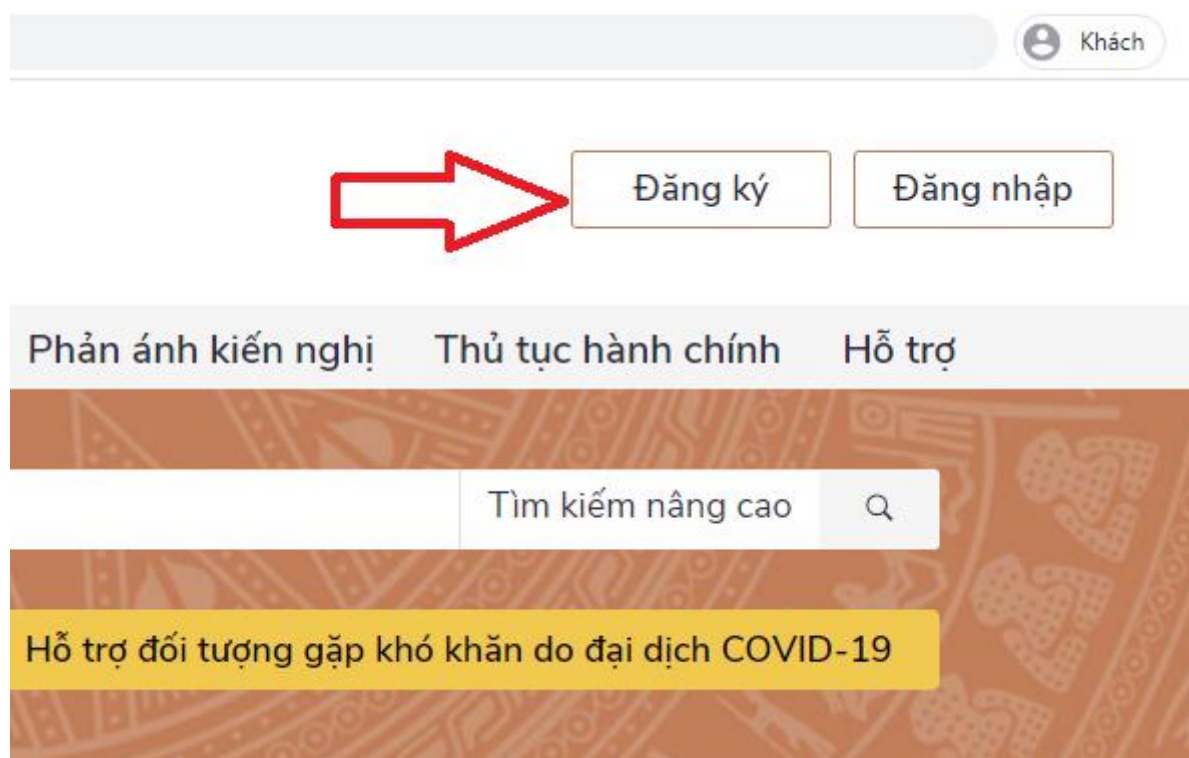 Khách
Đăng ký Đăng nhập
Phản ánh kiến nghị Thủ tục hành chính Hỗ trợ
Tìm kiếm nâng cao
Hỗ trợ đối tượng gặp khó khăn do đại dịch COVID-19